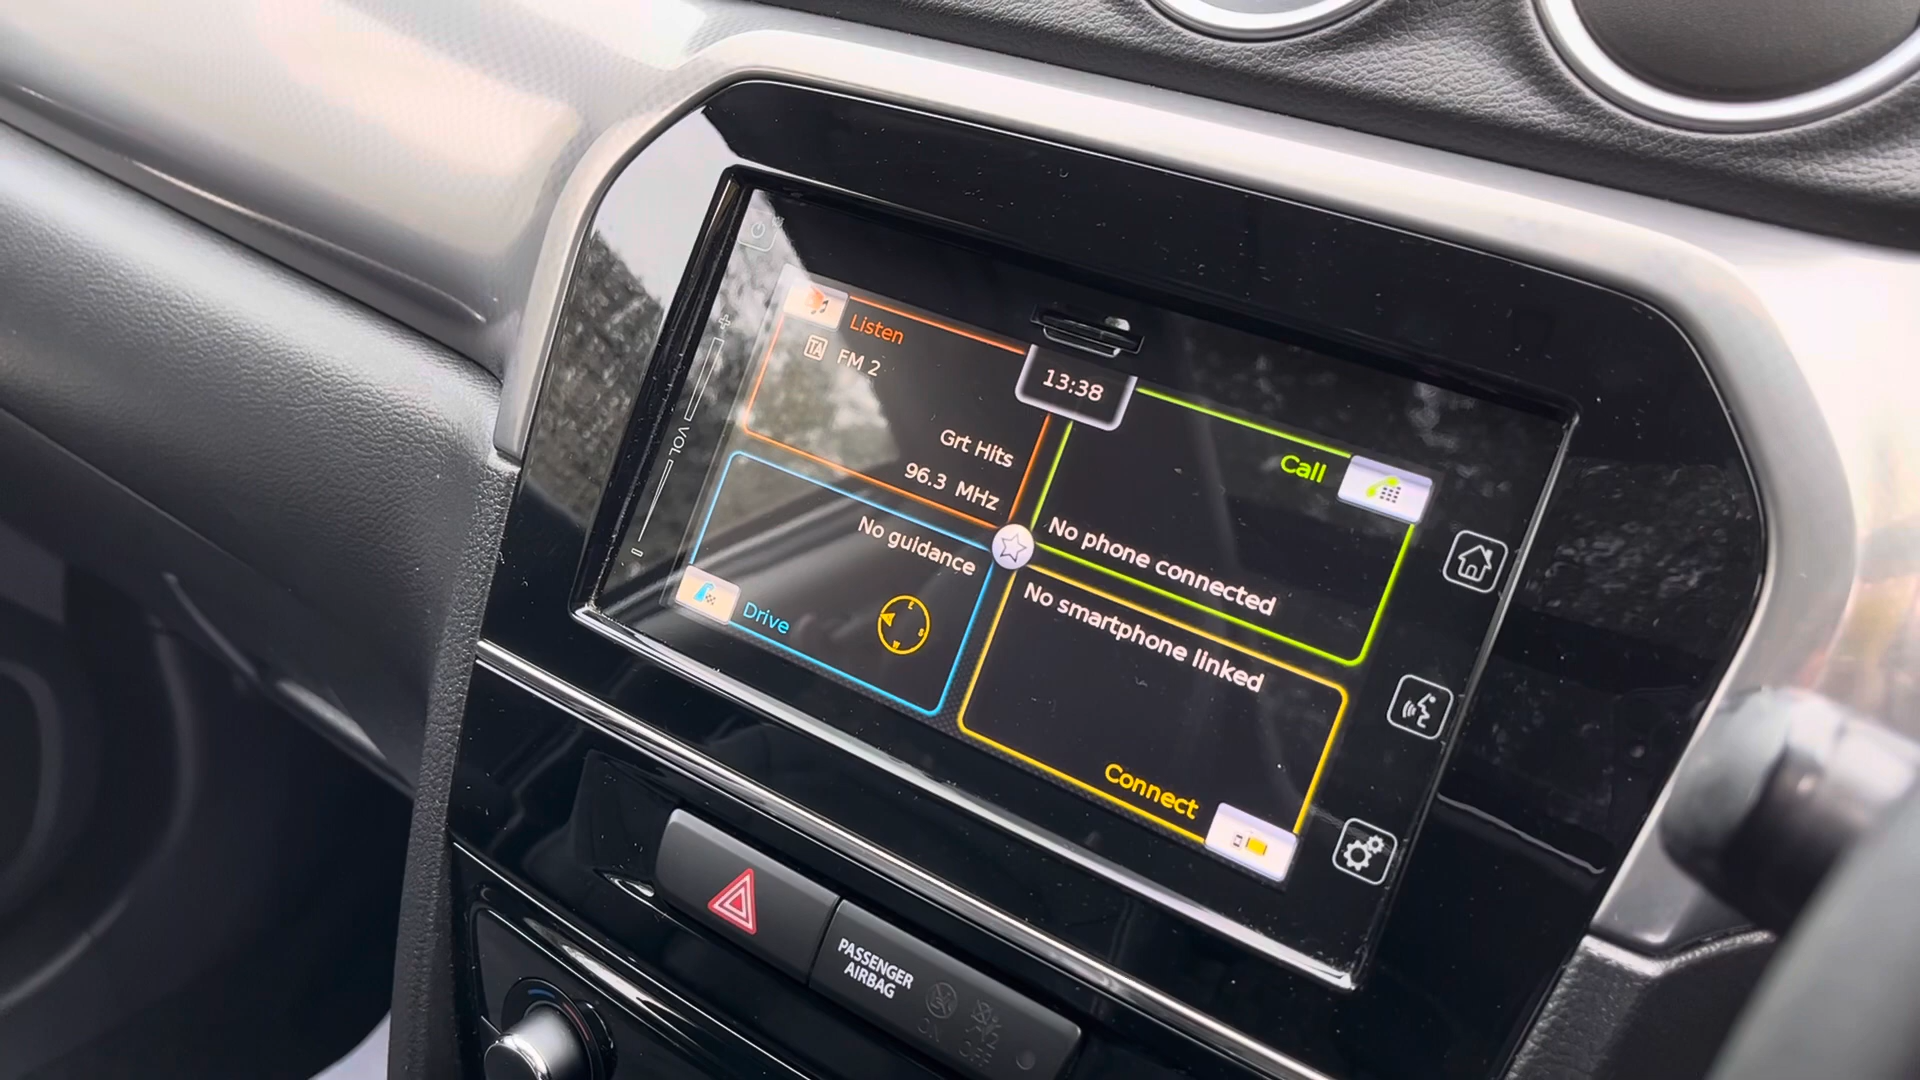 Listen
TA
FM 2
13:38
Grt Hits
96.3 MHz
Call
No phone connected
VOL
No guidance
Drive
No smartphone linked
Connect
PASSENGER
AIRBAG